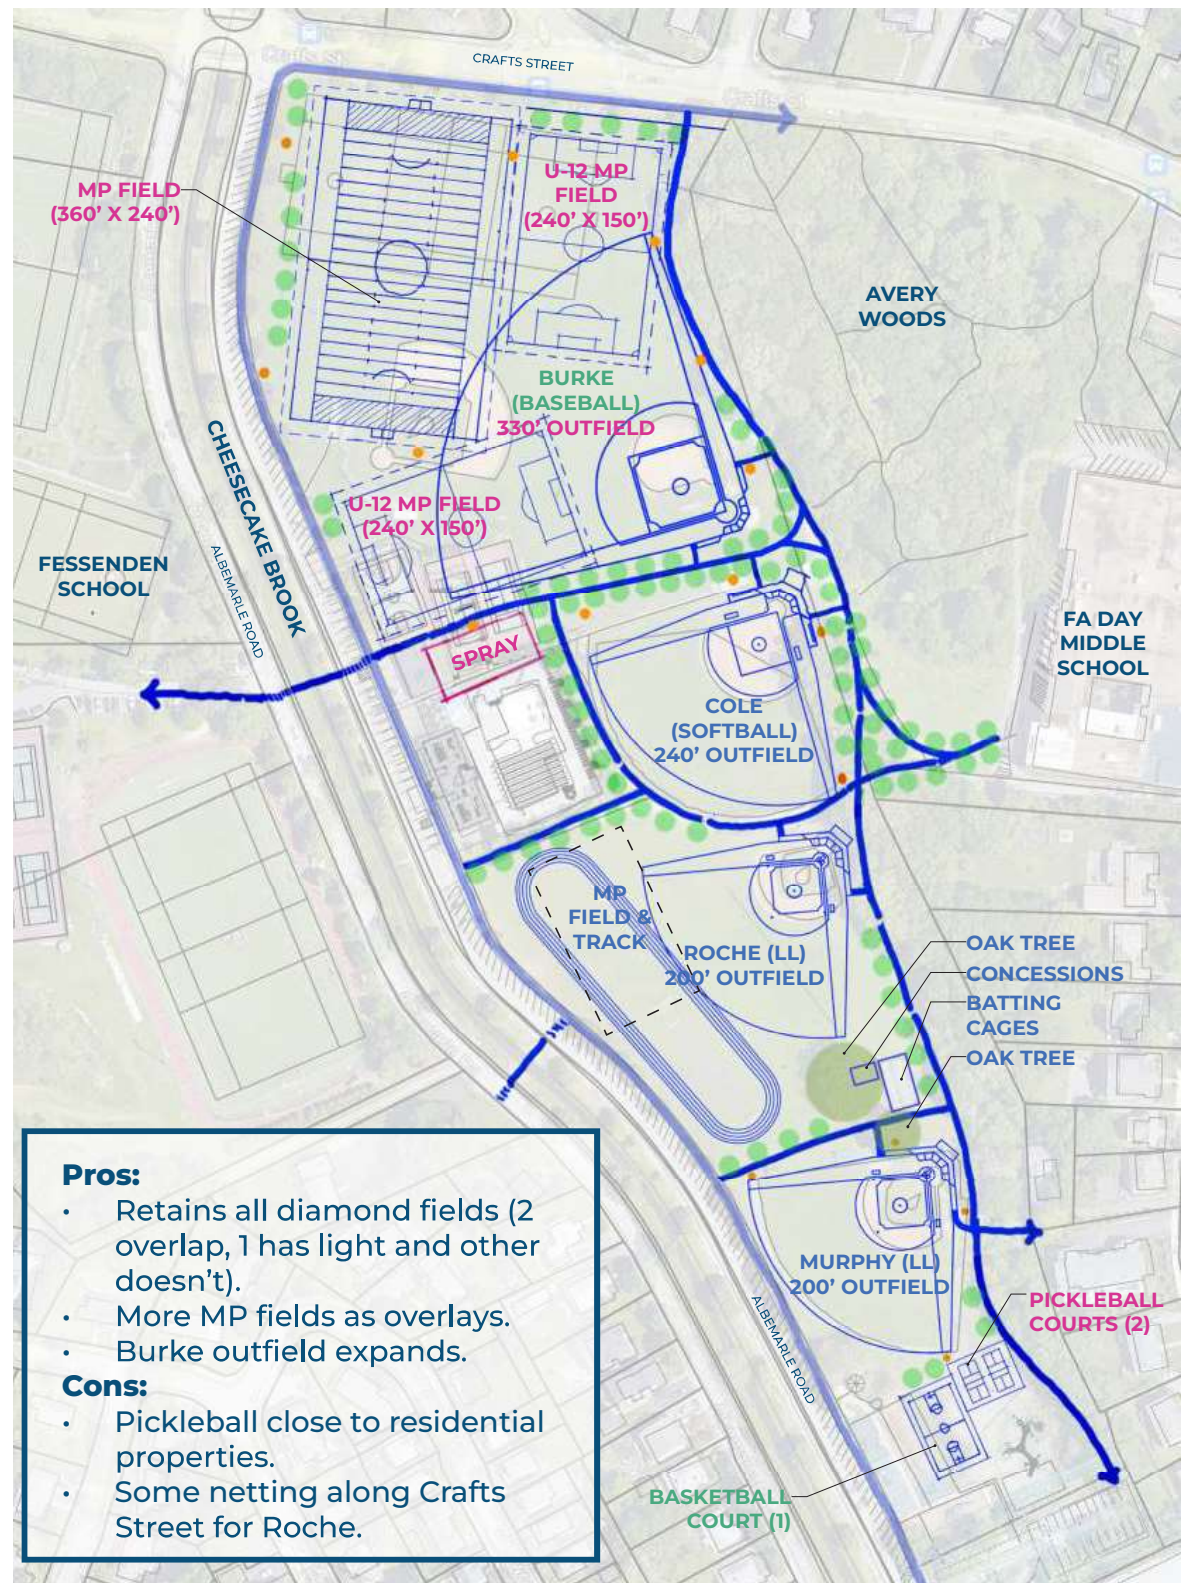 CRAFTS STREET
Crafts St
Crafts St
MP FIELD
(360' X 240')
U-12 MP
FIELD
(240' X 150')
AVERY
WOODS
BURKE
(BASEBALL)
330' OUTFIELD
U-12 MP FIELD
(240' X 150')
CHEESECAKE BROOK
ALBEMARLE ROAD
FESSENDEN
SCHOOL
FA DAY
MIDDLE
SCHOOL
SPRAY
COLE
(SOFTBALL)
240' OUTFIELD
MP
FIELD &
TRACK
ROCHE (LL)
200' OUTFIELD
OAK TREE
CONCESSIONS
BATTING
CAGES
OAK TREE
MURPHY (LL)
200' OUTFIELD
ALBEMARLE ROAD
PICKLEBALL
COURTS (2)
BASKETBALL
COURT (1)
Pros:
• Retains all diamond fields (2
overlap, 1 has light and other
doesn't).
• More MP fields as overlays.
• Burke outfield expands.
Cons:
• Pickleball close to residential
properties.
• Some netting along Crafts
Street for Roche.